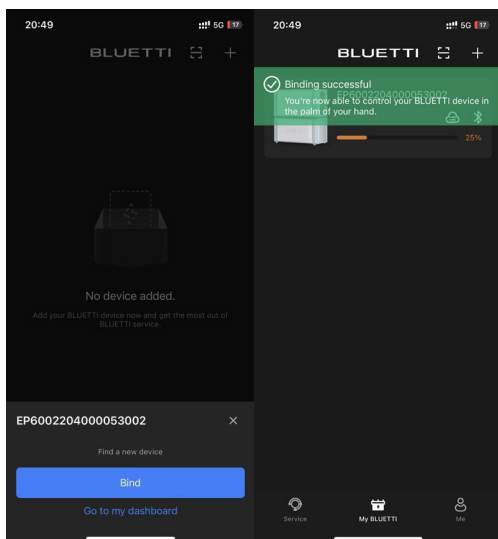 20:49
5G 17
BLUETTI
No device added.
Add your BLUETTI device now and get the most out of
BLUETTI service.
EP6002204000053002
Find a new device
Bind
Go to my dashboard
20:49
5G 17
BLUETTI
Binding successful
EP6002204000053002
You're now able to control your BLUETTI device in
the palm of your hand.
25%
Service
My BLUETTI
Me